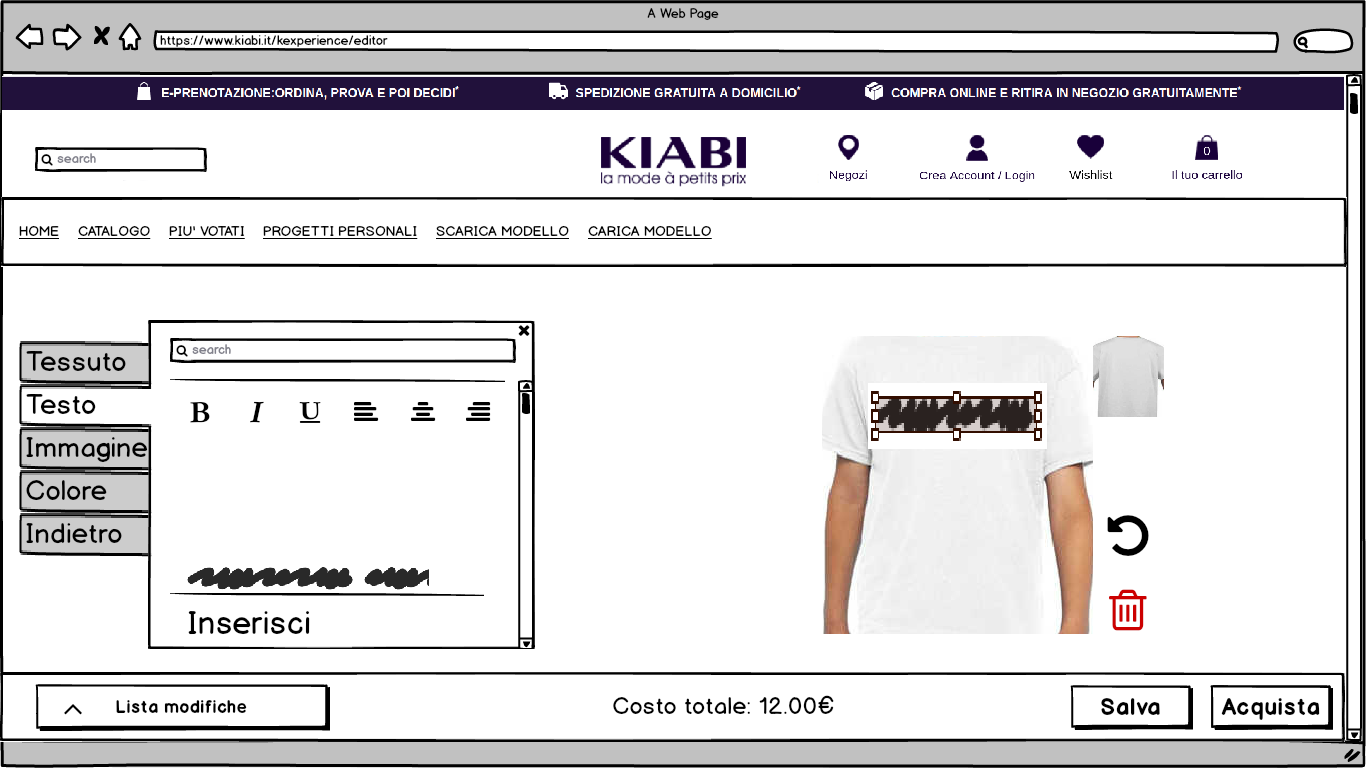 A Web Page
https://www.kiabi.it/kexperience/editor
E-PRENOTAZIONE:ORDINA, PROVA E POI DECIDI*
SPEDIZIONE GRATUITA A DOMICILIO*
COMPRA ONLINE E RITIRA IN NEGOZIO GRATUITAMENTE*
search
KIABI
la mode à petits prix
Negozi
Crea Account / Login
Wishlist
0
Il tuo carrello
HOME CATALOGO PIU' VOTATI PROGETTI PERSONALI SCARICA MODELLO CARICA MODELLO
Tessuto
Testo
Immagine
Colore
Indietro
search
B I U
Inserisci
Lista modifiche
Costo totale: 12.00€
Salva
Acquista